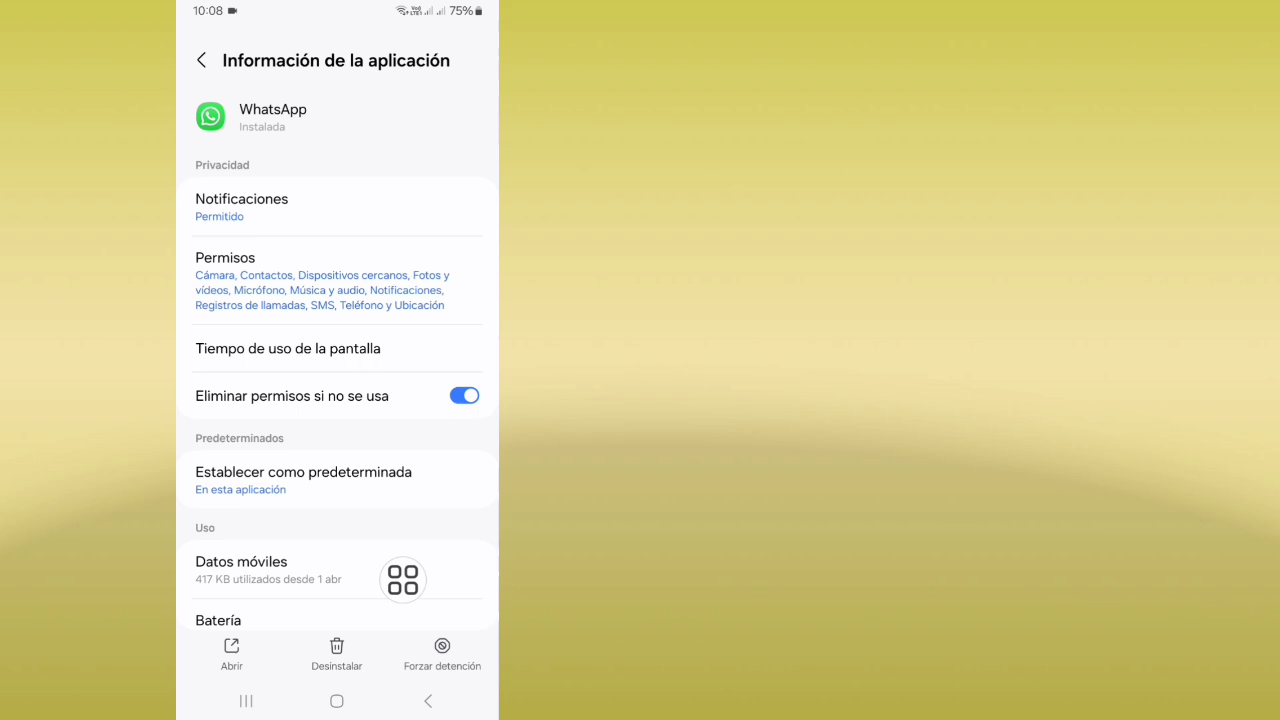 10:08
75%
Información de la aplicación
WhatsApp
Instalada
Privacidad
Notificaciones
Permitido
Permisos
Cámara, Contactos, Dispositivos cercanos, Fotos y
vídeos, Micrófono, Música y audio, Notificaciones,
Registros de llamadas, SMS, Teléfono y Ubicación
Tiempo de uso de la pantalla
Eliminar permisos si no se usa
Predeterminados
Establecer como predeterminada
En esta aplicación
Uso
Datos móviles
417 KB utilizados desde 1 abr
Batería
Abrir
Desinstalar
Forzar detención